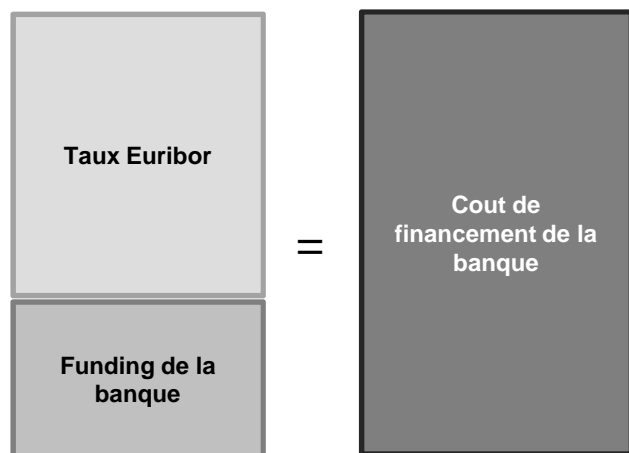 Taux Euribor
=
Cout de
financement de la
banque
Funding de la
banque